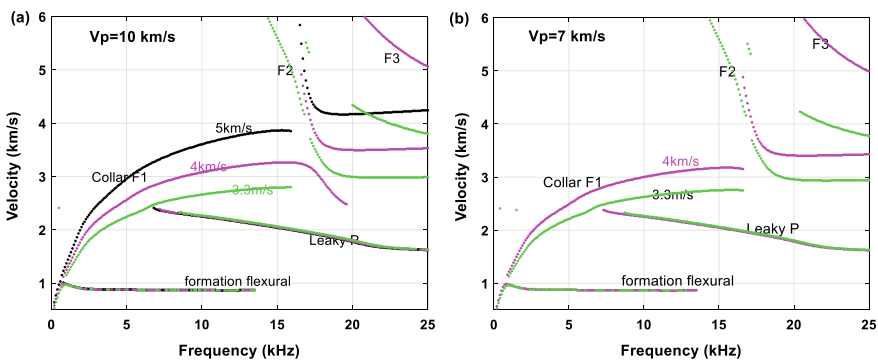 (a)
Vp=10 km/s
F3
F2
5km/s
4km/s
3.3m/s
Collar F1
Leaky P
formation flexural
Velocity (km/s)
6
5
4
3
2
1
0
5
10
15
20
25
Frequency (kHz)
(b)
Vp=7 km/s
F3
F2
4km/s
3.3m/s
Collar F1
Leaky P
formation flexural
Velocity (km/s)
6
5
4
3
2
1
0
5
10
15
20
25
Frequency (kHz)